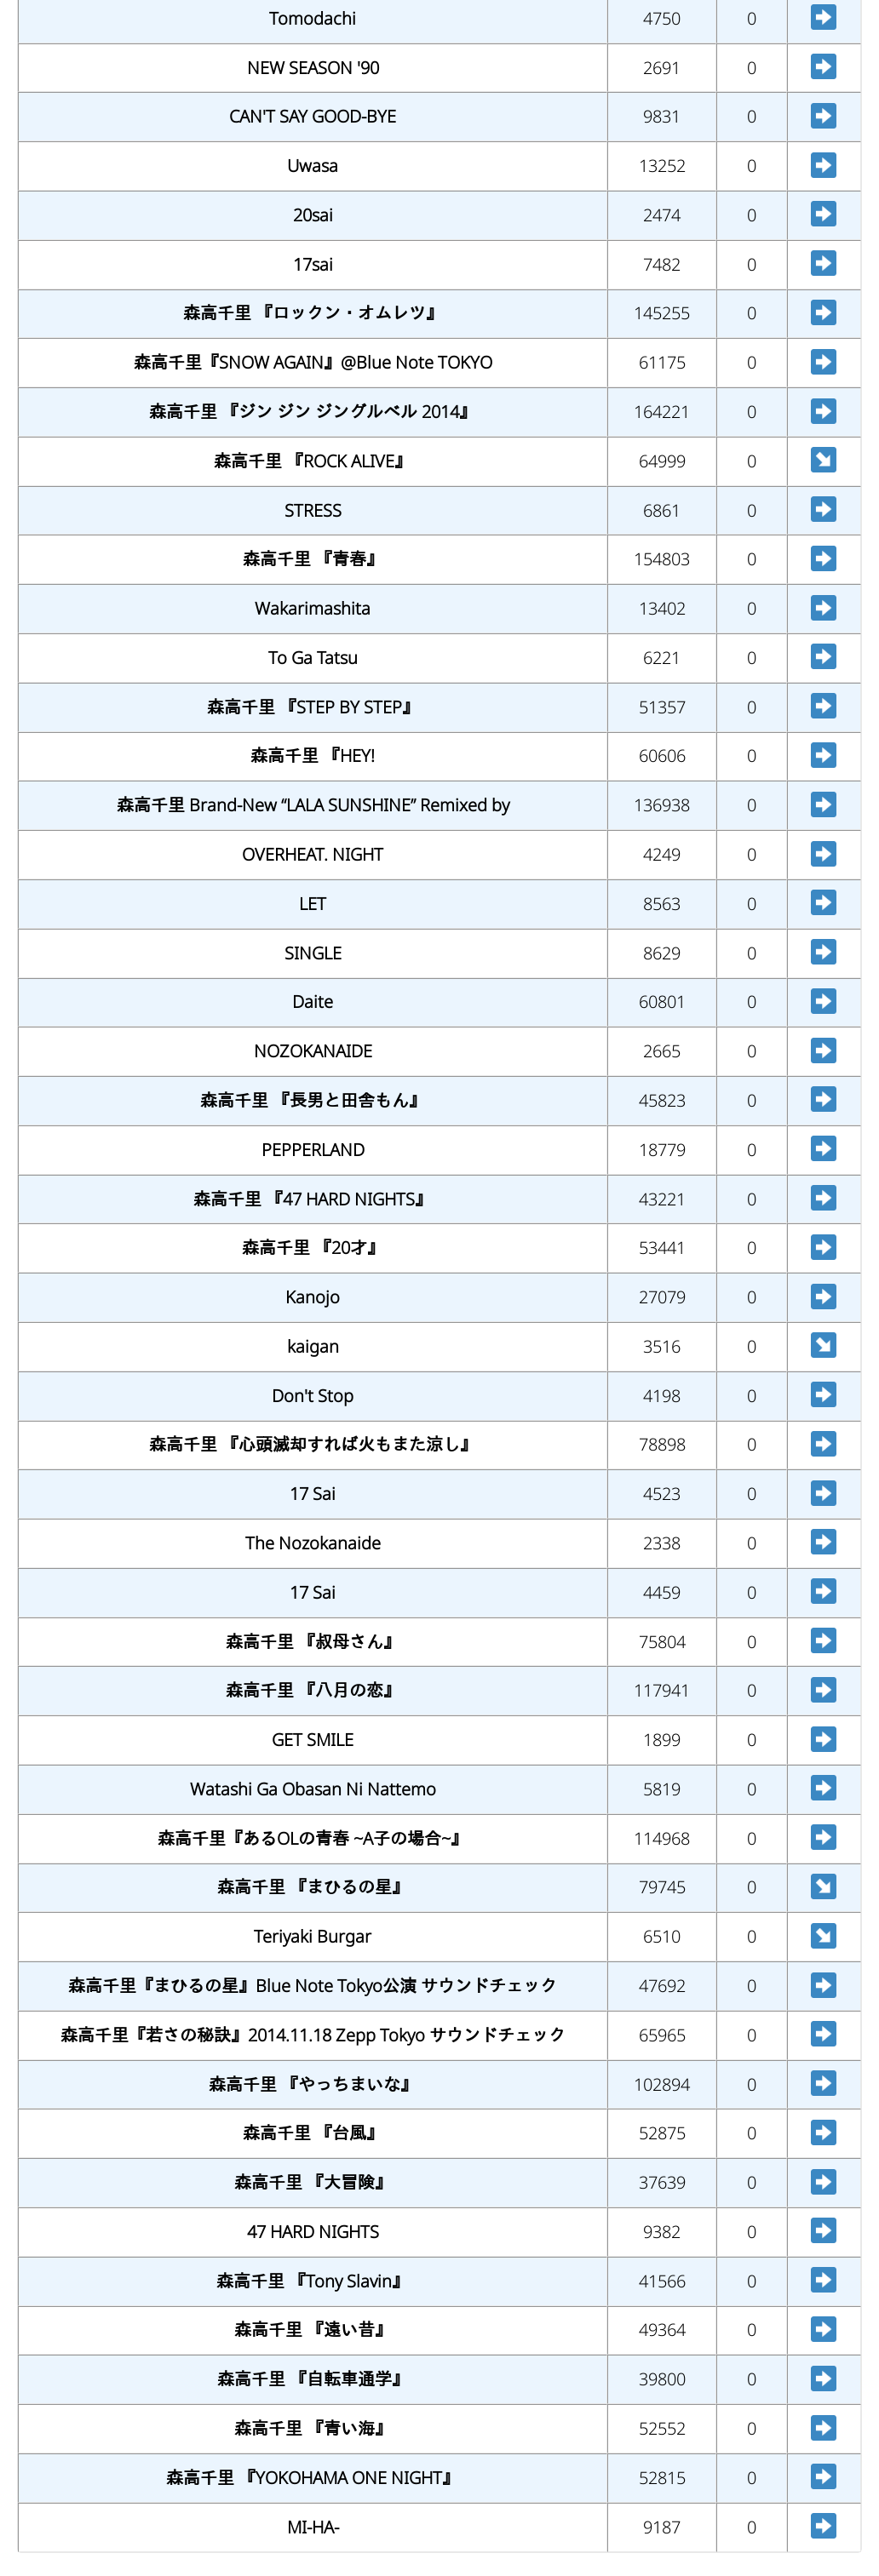 Tomodachi 4750 0
NEW SEASON '90 2691 0
CAN'T SAY GOOD-BYE 9831 0
Uwasa 13252 0
20sai 2474 0
17sai 7482 0
森高千里 『ロックン・オムレツ』 145255 0
森高千里『SNOW AGAIN』@Blue Note TOKYO 61175 0
森高千里 『ジン ジン ジングルベル 2014』 164221 0
森高千里 『ROCK ALIVE』 64999 0
STRESS 6861 0
森高千里 『青春』 154803 0
Wakarimashita 13402 0
To Ga Tatsu 6221 0
森高千里 『STEP BY STEP』 51357 0
森高千里 『HEY! 60606 0
森高千里 Brand-New “LALA SUNSHINE” Remixed by 136938 0
OVERHEAT. NIGHT 4249 0
LET 8563 0
SINGLE 8629 0
Daite 60801 0
NOZOKANAIDE 2665 0
森高千里 『長男と田舎もん』 45823 0
PEPPERLAND 18779 0
森高千里 『47 HARD NIGHTS』 43221 0
森高千里 『20才』 53441 0
Kanojo 27079 0
kaigan 3516 0
Don't Stop 4198 0
森高千里 『心頭滅却すれば火もまた涼し』 78898 0
17 Sai 4523 0
The Nozokanaide 2338 0
17 Sai 4459 0
森高千里 『叔母さん』 75804 0
森高千里 『八月の恋』 117941 0
GET SMILE 1899 0
Watashi Ga Obasan Ni Nattemo 5819 0
森高千里『あるOLの青春 ~A子の場合~』 114968 0
森高千里 『まひるの星』 79745 0
Teriyaki Burgar 6510 0
森高千里『まひるの星』Blue Note Tokyo公演 サウンドチェック 47692 0
森高千里『若さの秘訣』2014.11.18 Zepp Tokyo サウンドチェック 65965 0
森高千里 『やっちまいな』 102894 0
森高千里 『台風』 52875 0
森高千里 『大冒険』 37639 0
47 HARD NIGHTS 9382 0
森高千里 『Tony Slavin』 41566 0
森高千里 『遠い昔』 49364 0
森高千里 『自転車通学』 39800 0
森高千里 『青い海』 52552 0
森高千里 『YOKOHAMA ONE NIGHT』 52815 0
MI-HA- 9187 0